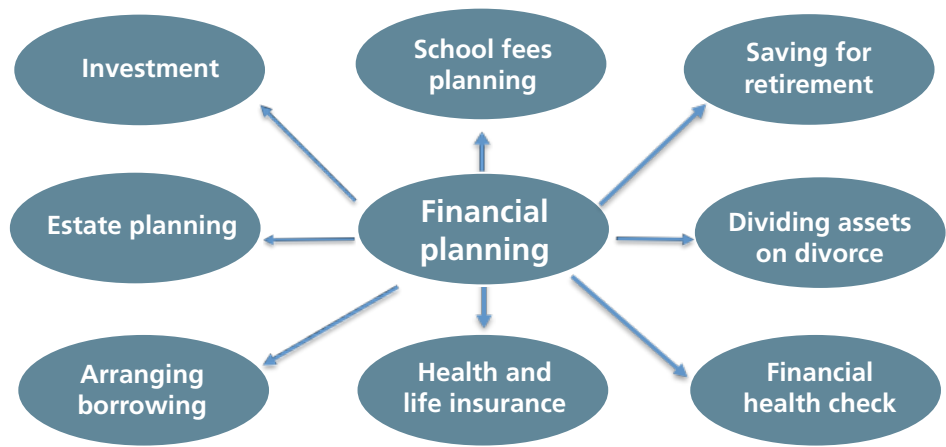 Investment
School fees
planning
Saving for
retirement
Estate planning
Financial
planning
Dividing assets
on divorce
Arranging
borrowing
Health and
life insurance
Financial
health check